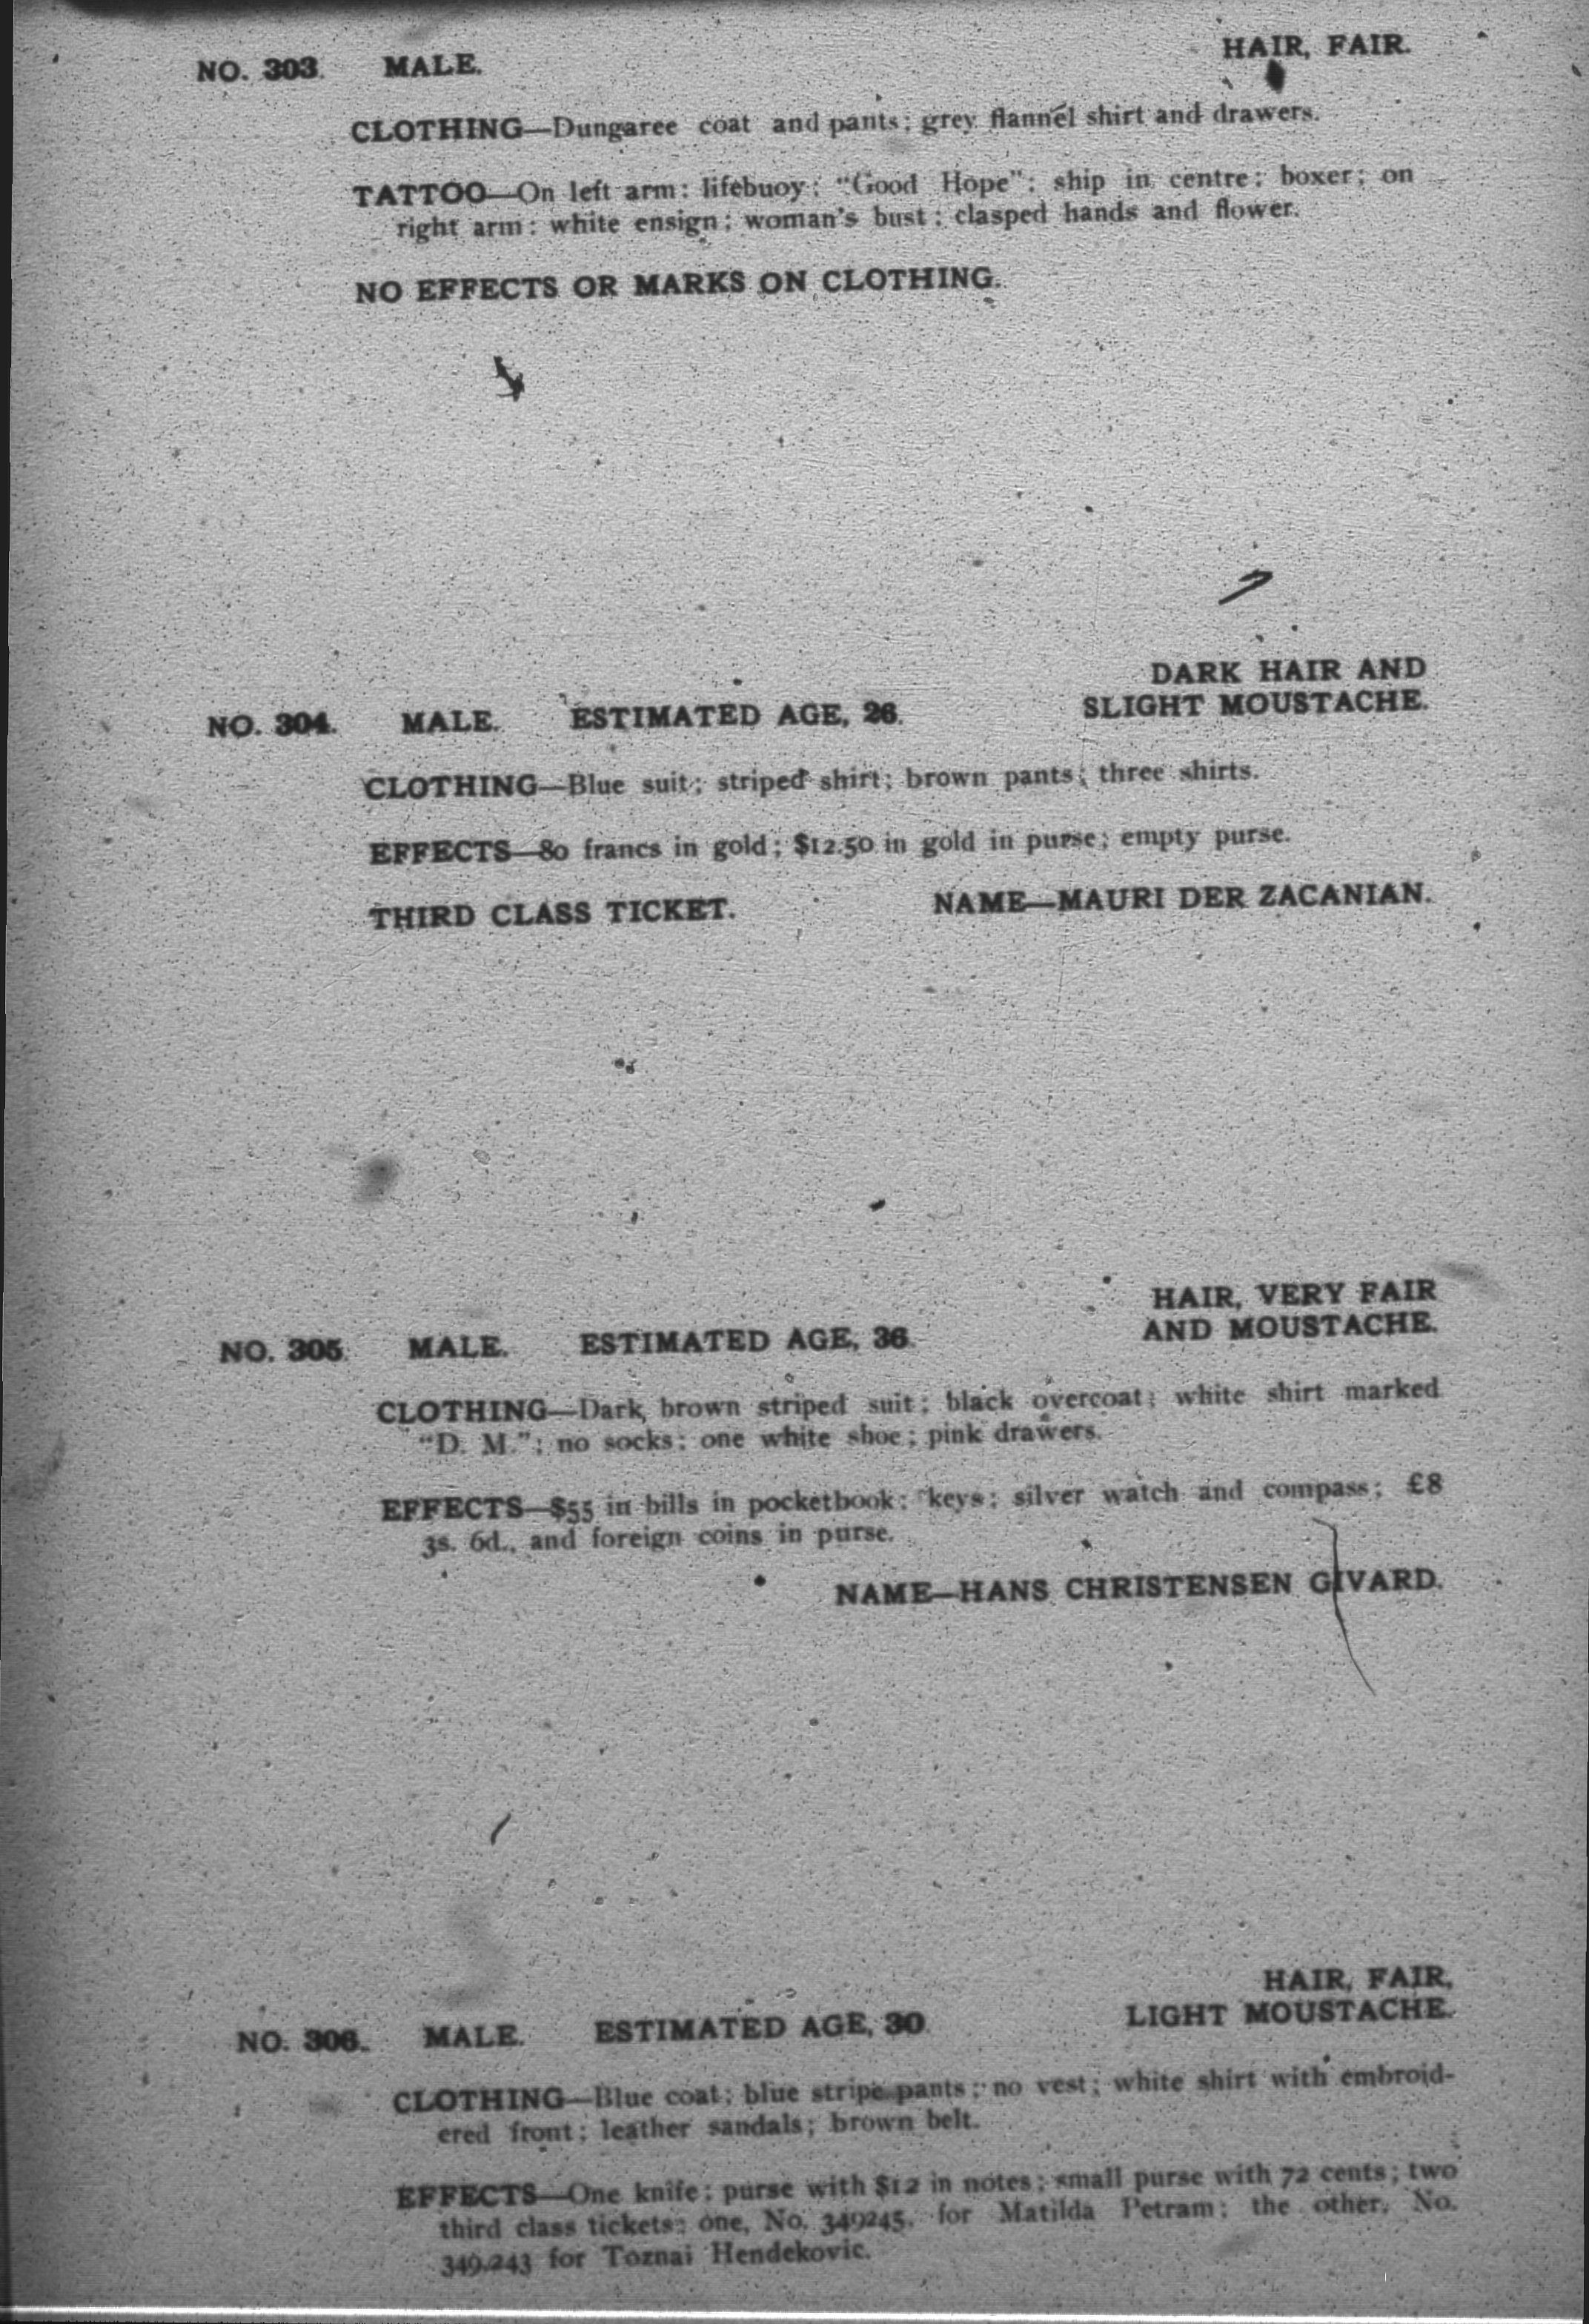 NO. 303. MALE. HAIR, FAIR.
CLOTHING—Dungaree coat and pants; grey flannel shirt and drawers.
TATTOO—On left arm: lifebuoy; "Good Hope"; ship in centre; boxer; on
right arm: white ensign; woman's bust; clasped hands and flower.
NO EFFECTS OR MARKS ON CLOTHING.
DARK HAIR AND
NO. 304. MALE. ESTIMATED AGE, 26. SLIGHT MOUSTACHE.
CLOTHING—Blue suit; striped shirt; brown pants; three shirts.
EFFECTS—80 francs in gold; $12.50 in gold in purse; empty purse.
THIRD CLASS TICKET. NAME—MAURI DER ZACANIAN.
HAIR, VERY FAIR
NO. 305. MALE. ESTIMATED AGE, 36. AND MOUSTACHE.
CLOTHING—Dark brown striped suit; black overcoat; white shirt marked
"D. M."; no socks; one white shoe; pink drawers.
EFFECTS—$55 in bills in pocketbook; keys; silver watch and compass; £8
3s. 6d., and foreign coins in purse.
NAME—HANS CHRISTENSEN GIVARD.
HAIR, FAIR,
NO. 306. MALE. ESTIMATED AGE, 30. LIGHT MOUSTACHE.
CLOTHING—Blue coat; blue stripe pants; no vest; white shirt with embroid-
ered front; leather sandals; brown belt.
EFFECTS—One knife; purse with $12 in notes; small purse with 72 cents; two
third class tickets: one, No. 349245, for Matilda Petram; the other, No.
349,243 for Toznai Hendekovic.